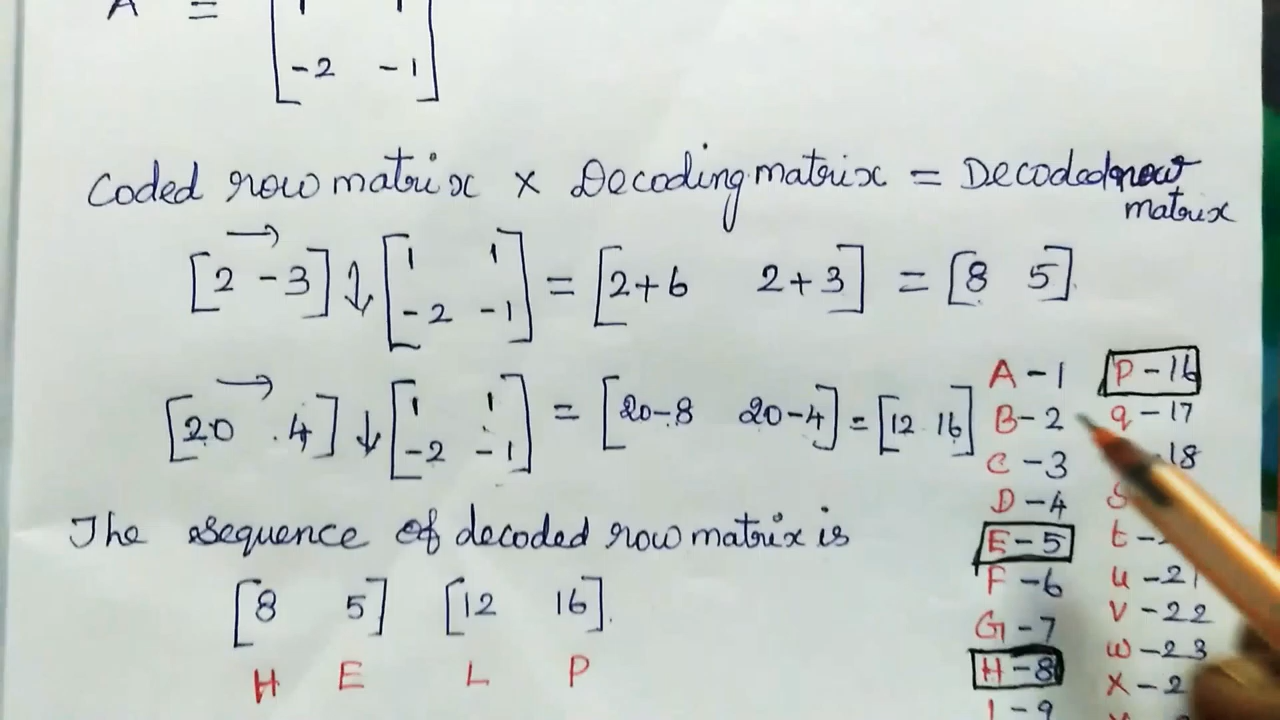 A = [1 1
-2 -1]
Coded row matrix × Decoding matrix = Decoded row
matrix
[2 -3] [1 1
-2 -1] = [2+6 2+3] = [8 5].
[20 4] [1 1
-2 -1] = [20-8 20-4] = [12 16]
The sequence of decoded row matrix is
[8 5] [12 16].
H E L P
A - 1
B - 2
C - 3
D - 4
E - 5
F - 6
G - 7
H - 8
I - 9
P - 16
q - 17
18
S
t -
u - 21
V - 22
w - 23
X - 2